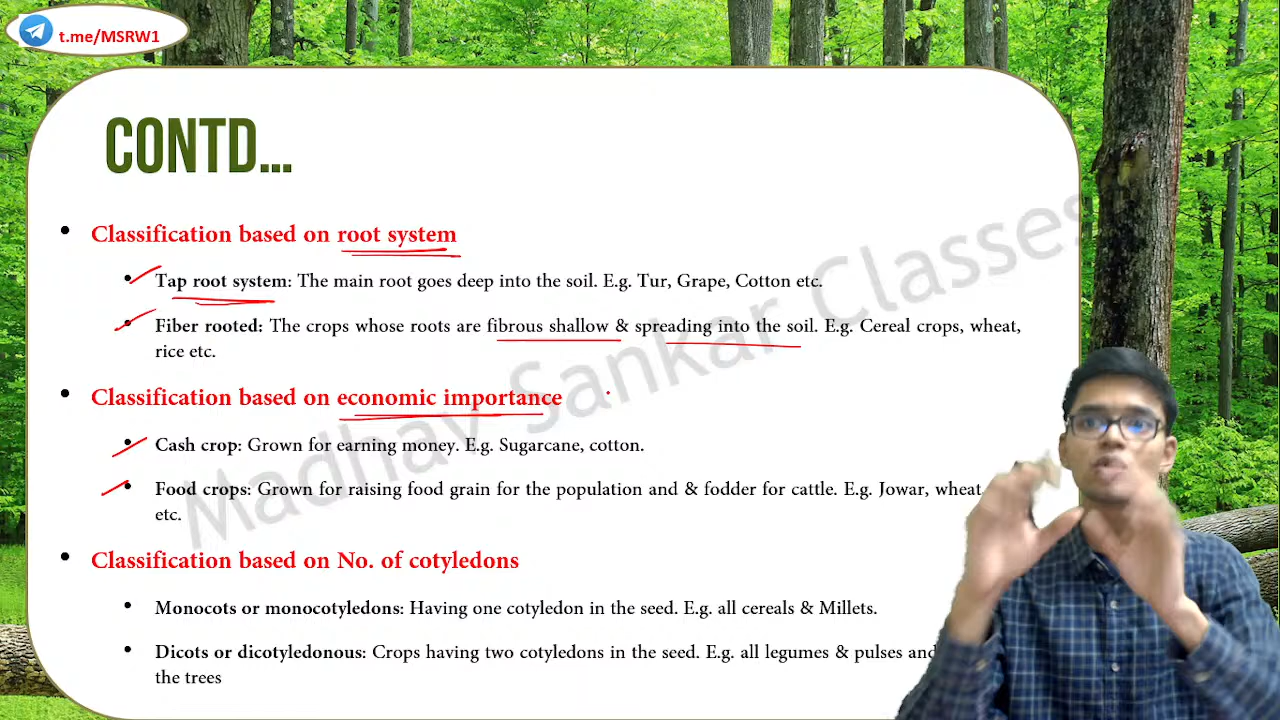 t.me/MSRW1
CONTD...
• Classification based on root system
• Tap root system: The main root goes deep into the soil. E.g. Tur, Grape, Cotton etc.
• Fiber rooted: The crops whose roots are fibrous shallow & spreading into the soil. E.g. Cereal crops, wheat,
rice etc.
• Classification based on economic importance
• Cash crop: Grown for earning money. E.g. Sugarcane, cotton.
• Food crops: Grown for raising food grain for the population and & fodder for cattle. E.g. Jowar, wheat
etc.
• Classification based on No. of cotyledons
• Monocots or monocotyledons: Having one cotyledon in the seed. E.g. all cereals & Millets.
• Dicots or dicotyledonous: Crops having two cotyledons in the seed. E.g. all legumes & pulses and
the trees
Madhav Sankar Classes